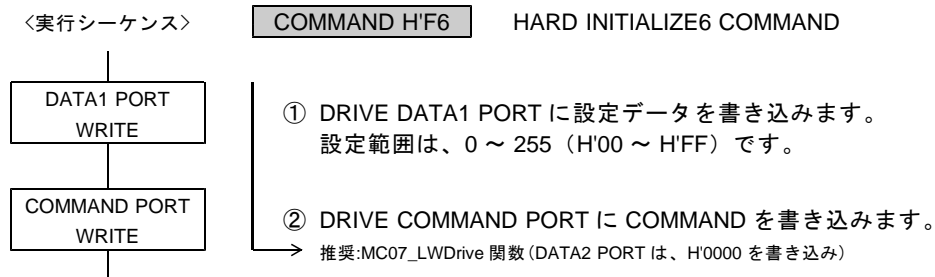 〈実行シーケンス〉 COMMAND H'F6 HARD INITIALIZE6 COMMAND
DATA1 PORT
WRITE
① DRIVE DATA1 PORT に設定データを書き込みます。
設定範囲は、0 ～ 255（H'00 ～ H'FF）です。
COMMAND PORT
WRITE
② DRIVE COMMAND PORT に COMMAND を書き込みます。
推奨:MC07_LWDrive 関数(DATA2 PORT は、H'0000 を書き込み)